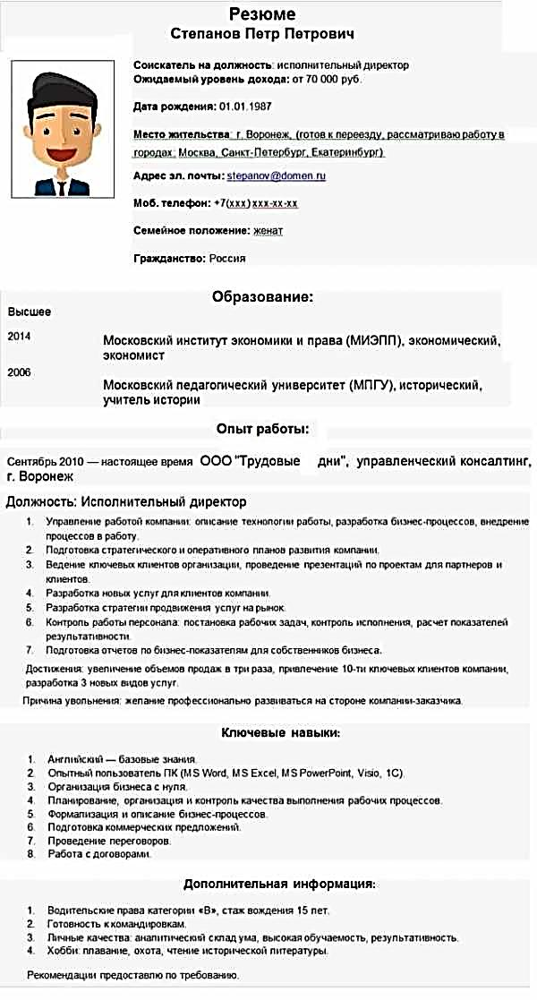 Резюме
Степанов Петр Петрович
Соискатель на должность: исполнительный директор
Ожидаемый уровень дохода: от 70 000 руб.
Дата рождения: 01.01.1987
Место жительства: г. Воронеж, (готов к переезду, рассматриваю работу в
городах: Москва, Санкт-Петербург, Екатеринбург)
Адрес эл. почты: stepanov@domen.ru
Моб. телефон: +7(xxx) xxx-xx-xx
Семейное положение: женат
Гражданство: Россия
Образование:
Высшее
2014
Московский институт экономики и права (МИЭПП), экономический,
экономист
2006
Московский педагогический университет (МПГУ), исторический,
учитель истории
Опыт работы:
Сентябрь 2010 — настоящее время ООО "Трудовые дни", управленческий консалтинг,
г. Воронеж
Должность: Исполнительный директор
1. Управление работой компании: описание технологии работы, разработка бизнес-процессов, внедрение
процессов в работу.
2. Подготовка стратегического и оперативного планов развития компании.
3. Ведение ключевых клиентов организации, проведение презентаций по проектам для партнеров и
клиентов.
4. Разработка новых услуг для клиентов компании.
5. Разработка стратегии продвижения услуг на рынок.
6. Контроль работы персонала: постановка рабочих задач, контроль исполнения, расчет показателей
результативности.
7. Подготовка отчетов по бизнес-показателям для собственников бизнеса.
Достижения: увеличение объемов продаж в три раза, привлечение 10-ти ключевых клиентов компании,
разработка 3 новых видов услуг.
Причина увольнения: желание профессионально развиваться на стороне компании-заказчика.
Ключевые навыки:
1. Английский — базовые знания.
2. Опытный пользователь ПК (MS Word, MS Excel, MS PowerPoint, Visio, 1С).
3. Организация бизнеса с нуля.
4. Планирование, организация и контроль качества выполнения рабочих процессов.
5. Формализация и описание бизнес-процессов.
6. Подготовка коммерческих предложений.
7. Проведение переговоров.
8. Работа с договорами.
Дополнительная информация:
1. Водительские права категории «В», стаж вождения 15 лет.
2. Готовность к командировкам.
3. Личные качества: аналитический склад ума, высокая обучаемость, результативность.
4. Хобби: плавание, охота, чтение исторической литературы.
Рекомендации предоставлю по требованию.